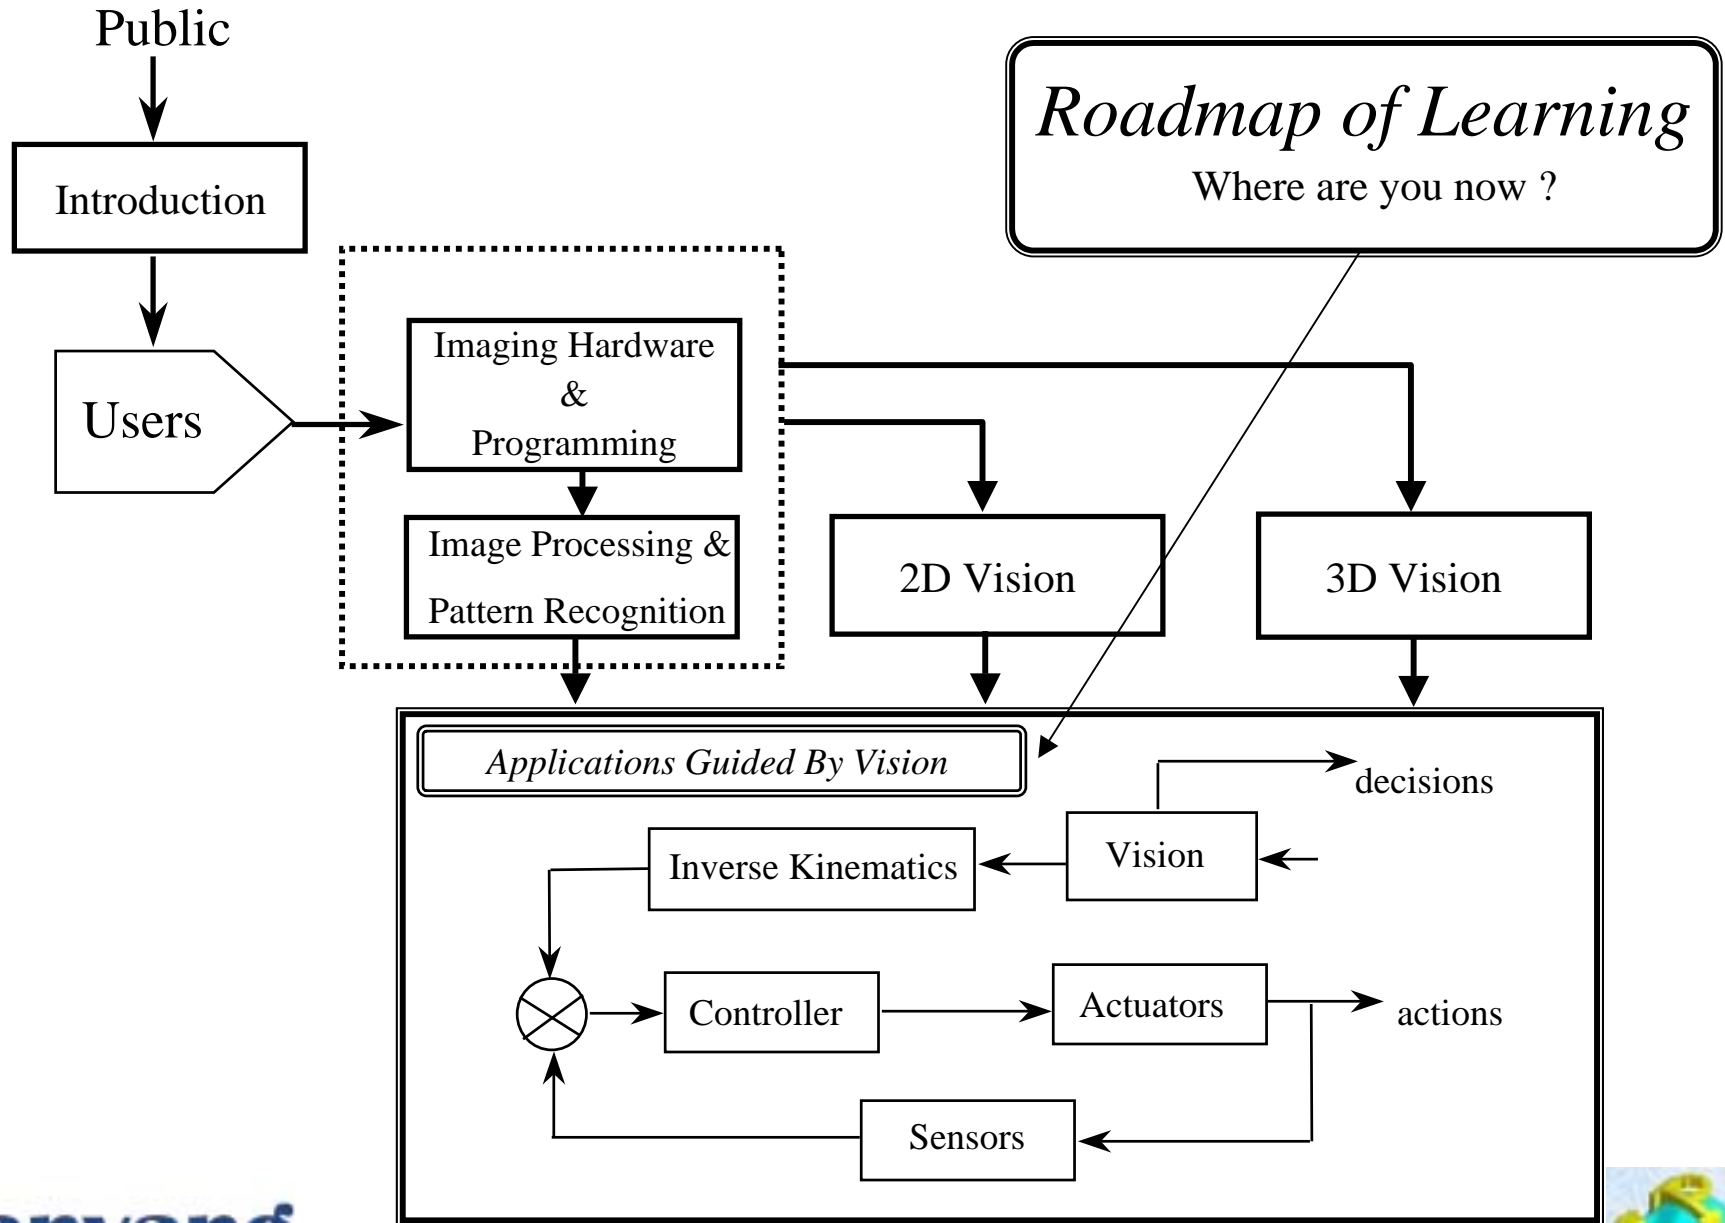 Public
Roadmap of Learning
Where are you now ?
Introduction
Users
Imaging Hardware
&
Programming
Image Processing &
Pattern Recognition
2D Vision
3D Vision
Applications Guided By Vision
decisions
Inverse Kinematics
Vision
Controller
Actuators
actions
Sensors